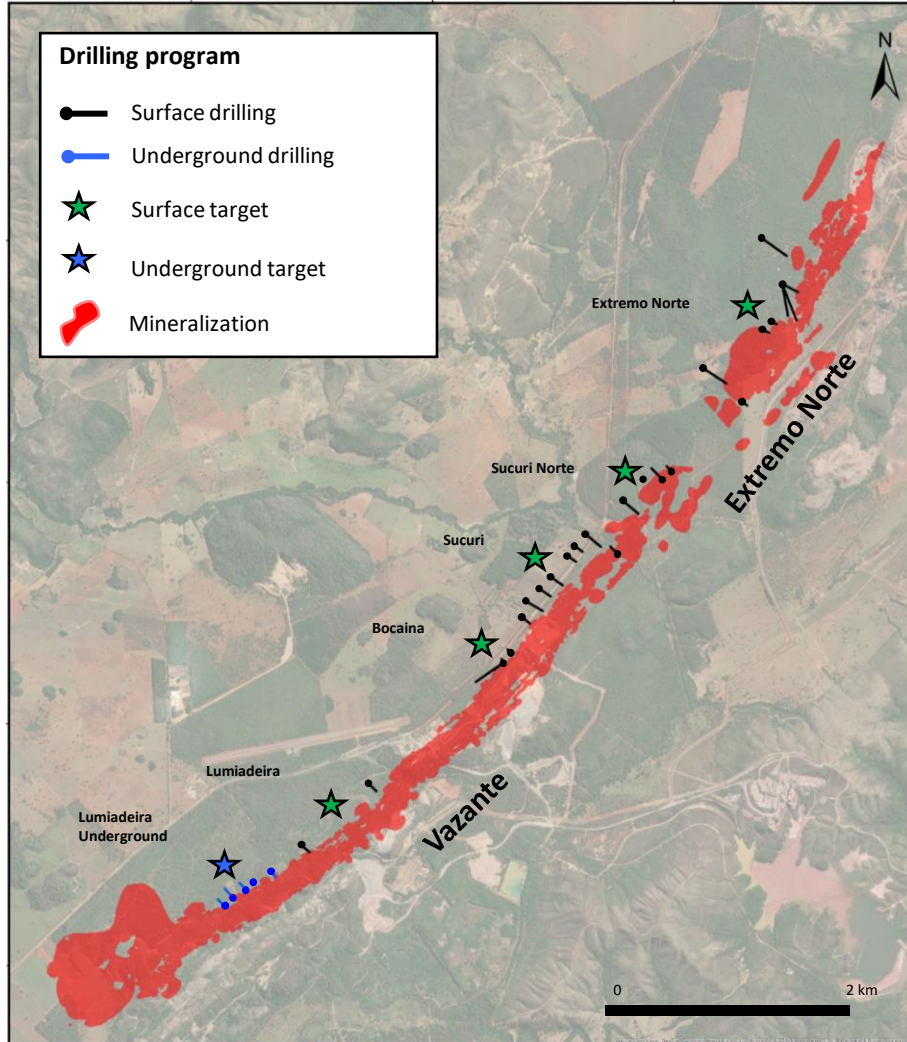 Drilling program
Surface drilling
Underground drilling
Surface target
Underground target
Mineralization
N
Extremo Norte
Extremo Norte
Sucuri Norte
Sucuri
Bocaina
Lumiadeira
Vazante
Lumiadeira
Underground
0 2 km